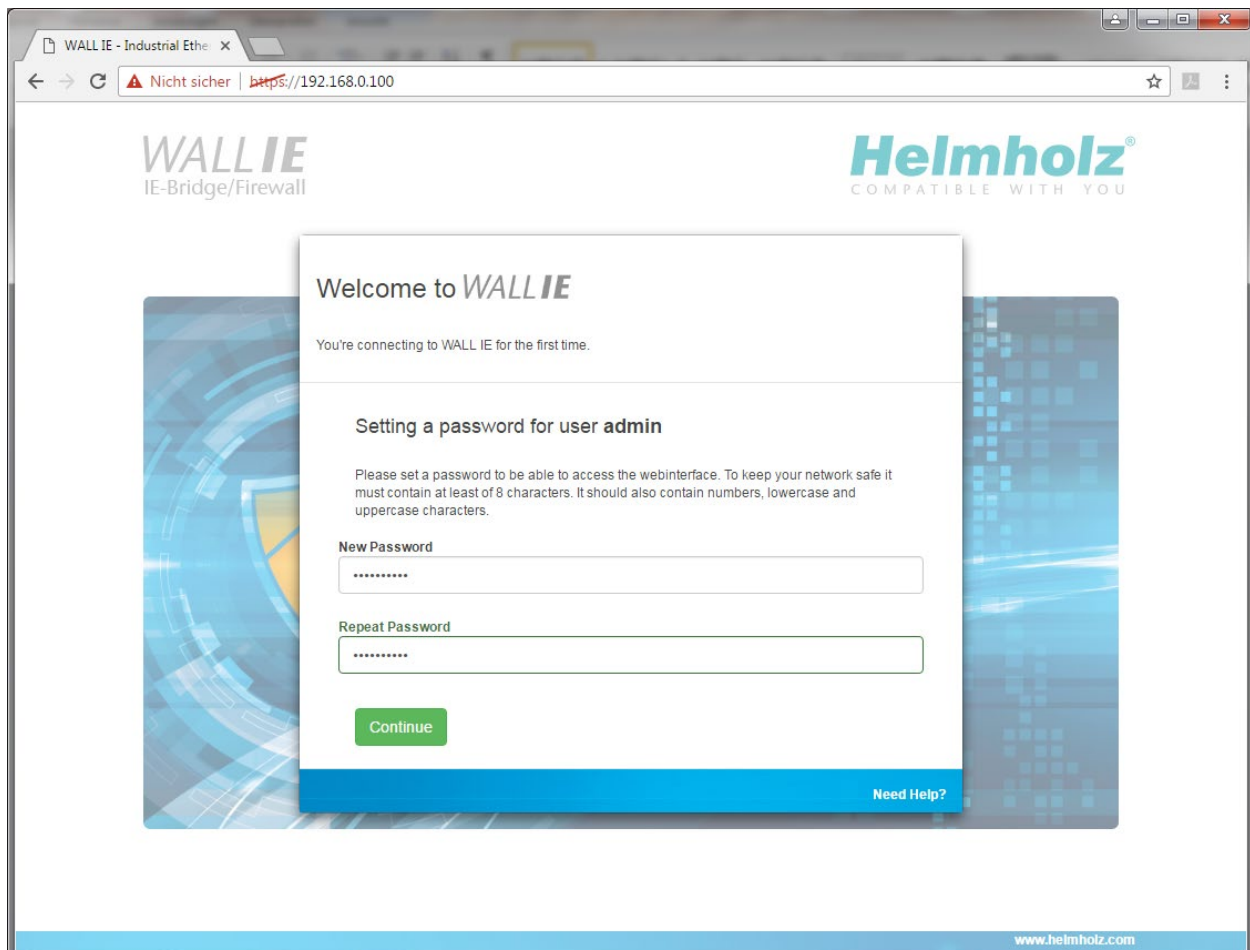 WALL IE - Industrial Ethe
Nicht sicher | https://192.168.0.100
WALL IE
IE-Bridge/Firewall
Helmholz®
COMPATIBLE WITH YOU
Welcome to WALL IE
You're connecting to WALL IE for the first time.
Setting a password for user admin
Please set a password to be able to access the webinterface. To keep your network safe it
must contain at least of 8 characters. It should also contain numbers, lowercase and
uppercase characters.
New Password
••••••••••
Repeat Password
••••••••••
Continue
Need Help?
www.helmholz.com